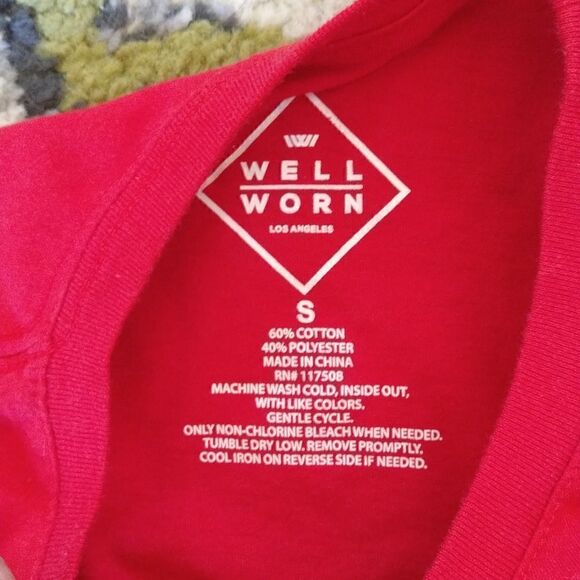 WELL
WORN
LOS ANGELES
S
60% COTTON
40% POLYESTER
MADE IN CHINA
RN# 117508
MACHINE WASH COLD, INSIDE OUT,
WITH LIKE COLORS.
GENTLE CYCLE.
ONLY NON-CHLORINE BLEACH WHEN NEEDED.
TUMBLE DRY LOW. REMOVE PROMPTLY.
COOL IRON ON REVERSE SIDE IF NEEDED.